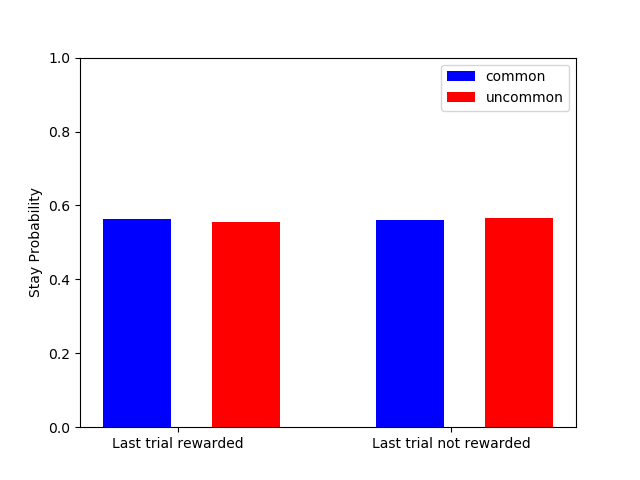 1.0
common
uncommon
0.8
0.6
Stay Probability
0.4
0.2
0.0
Last trial rewarded
Last trial not rewarded